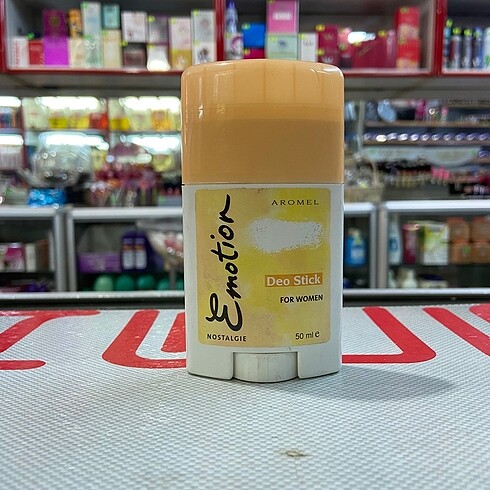 AROMEL
Emotion
Deo Stick
FOR WOMEN
NOSTALGIE
50 ml e